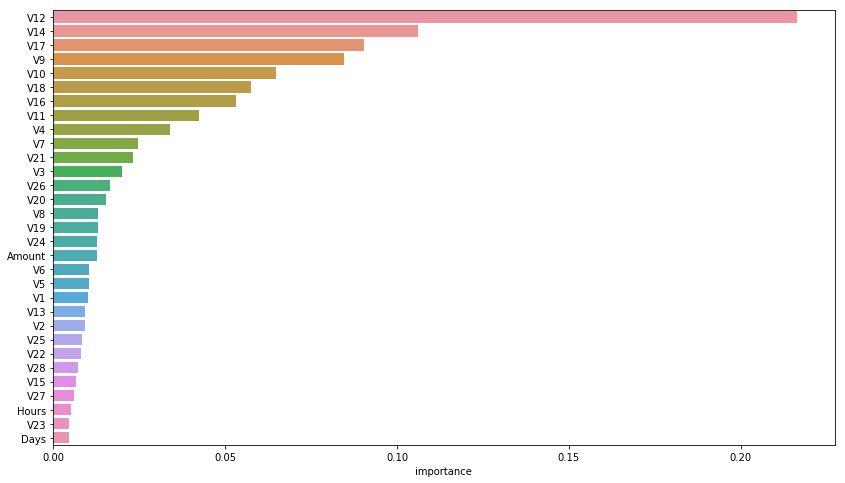 V12
V14
V17
V9
V10
V18
V16
V11
V4
V7
V21
V3
V26
V20
V8
V19
V24
Amount
V6
V5
V1
V13
V2
V25
V22
V28
V15
V27
Hours
V23
Days
0.00 0.05 0.10 0.15 0.20
importance